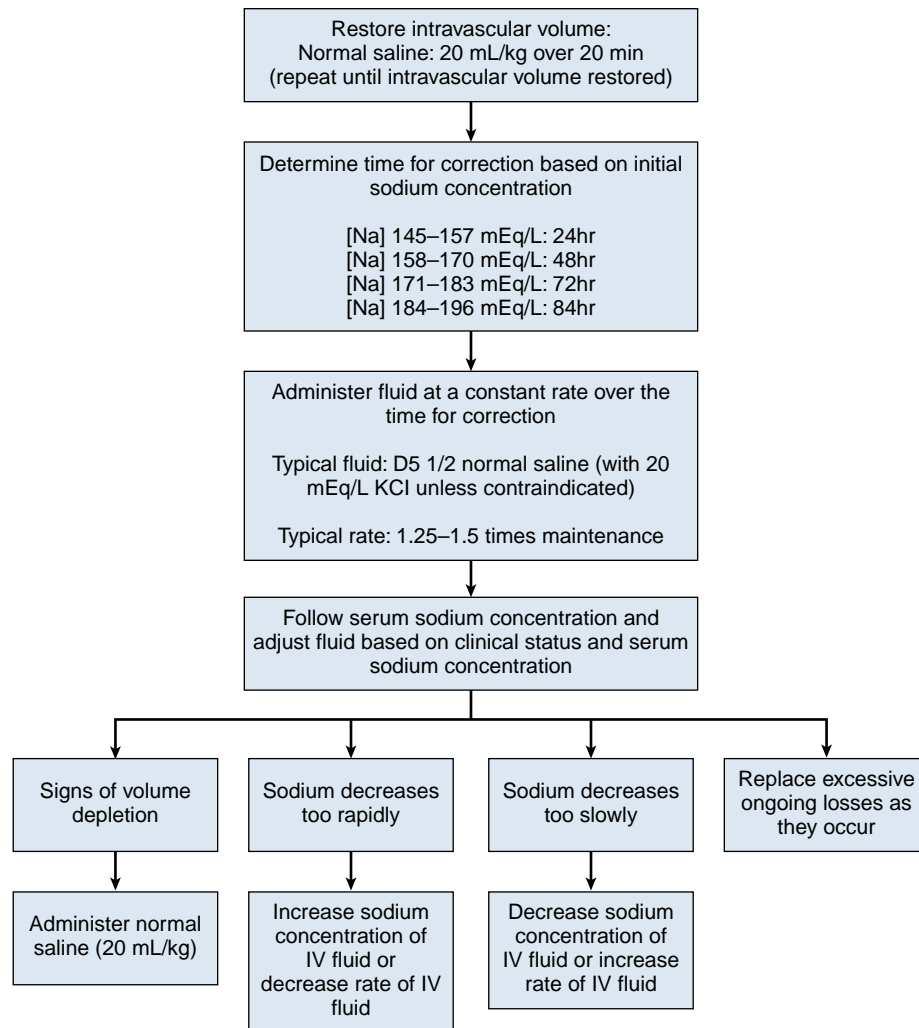 Restore intravascular volume:
Normal saline: 20 mL/kg over 20 min
(repeat until intravascular volume restored)
Determine time for correction based on initial
sodium concentration
[Na] 145–157 mEq/L: 24hr
[Na] 158–170 mEq/L: 48hr
[Na] 171–183 mEq/L: 72hr
[Na] 184–196 mEq/L: 84hr
Administer fluid at a constant rate over the
time for correction
Typical fluid: D5 1/2 normal saline (with 20
mEq/L KCl unless contraindicated)
Typical rate: 1.25–1.5 times maintenance
Follow serum sodium concentration and
adjust fluid based on clinical status and serum
sodium concentration
Signs of volume
depletion
Administer normal
saline (20 mL/kg)
Sodium decreases
too rapidly
Increase sodium
concentration of
IV fluid or
decrease rate of IV
fluid
Sodium decreases
too slowly
Decrease sodium
concentration of
IV fluid or increase
rate of IV fluid
Replace excessive
ongoing losses as
they occur